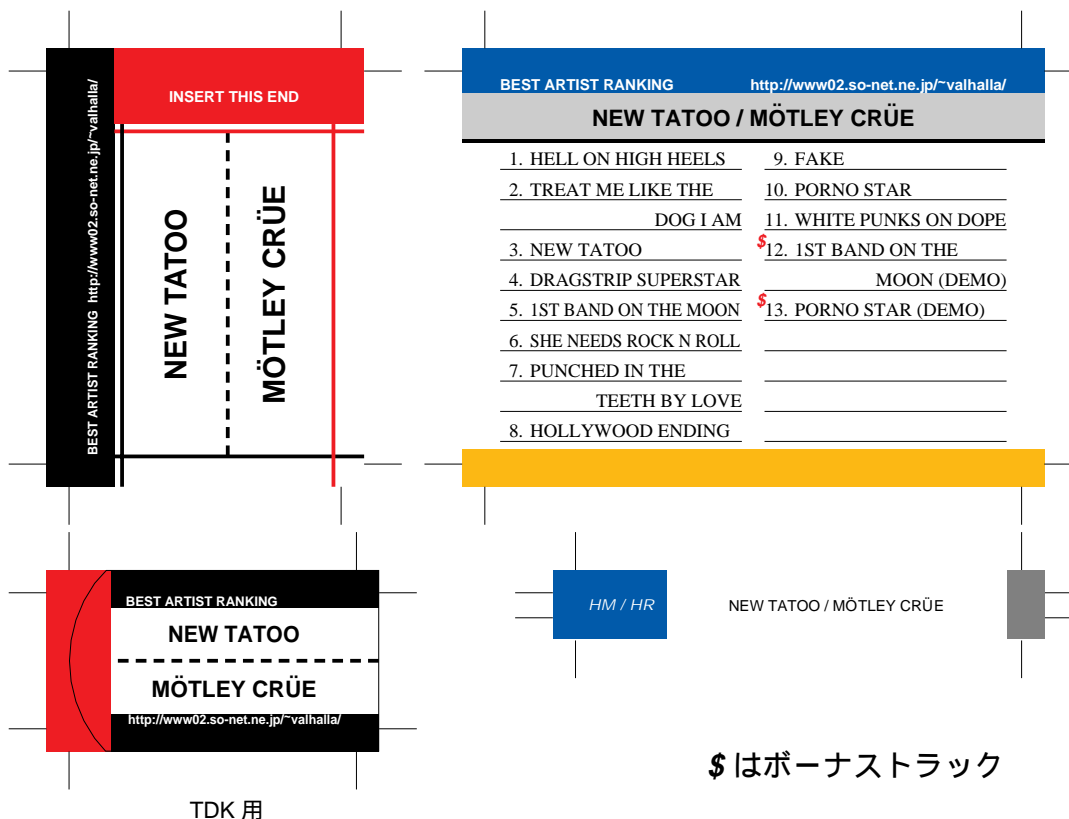 BEST ARTIST RANKING http://www02.so-net.ne.jp/~valhalla/
INSERT THIS END
NEW TATOO
MÖTLEY CRÜE
BEST ARTIST RANKING http://www02.so-net.ne.jp/~valhalla/
NEW TATOO / MÖTLEY CRÜE
1. HELL ON HIGH HEELS
2. TREAT ME LIKE THE
DOG I AM
3. NEW TATOO
4. DRAGSTRIP SUPERSTAR
5. 1ST BAND ON THE MOON
6. SHE NEEDS ROCK N ROLL
7. PUNCHED IN THE
TEETH BY LOVE
8. HOLLYWOOD ENDING
9. FAKE
10. PORNO STAR
11. WHITE PUNKS ON DOPE
$12. 1ST BAND ON THE
MOON (DEMO)
$13. PORNO STAR (DEMO)
BEST ARTIST RANKING
NEW TATOO
MÖTLEY CRÜE
http://www02.so-net.ne.jp/~valhalla/
TDK 用
HM / HR
NEW TATOO / MÖTLEY CRÜE
$ はボーナストラック